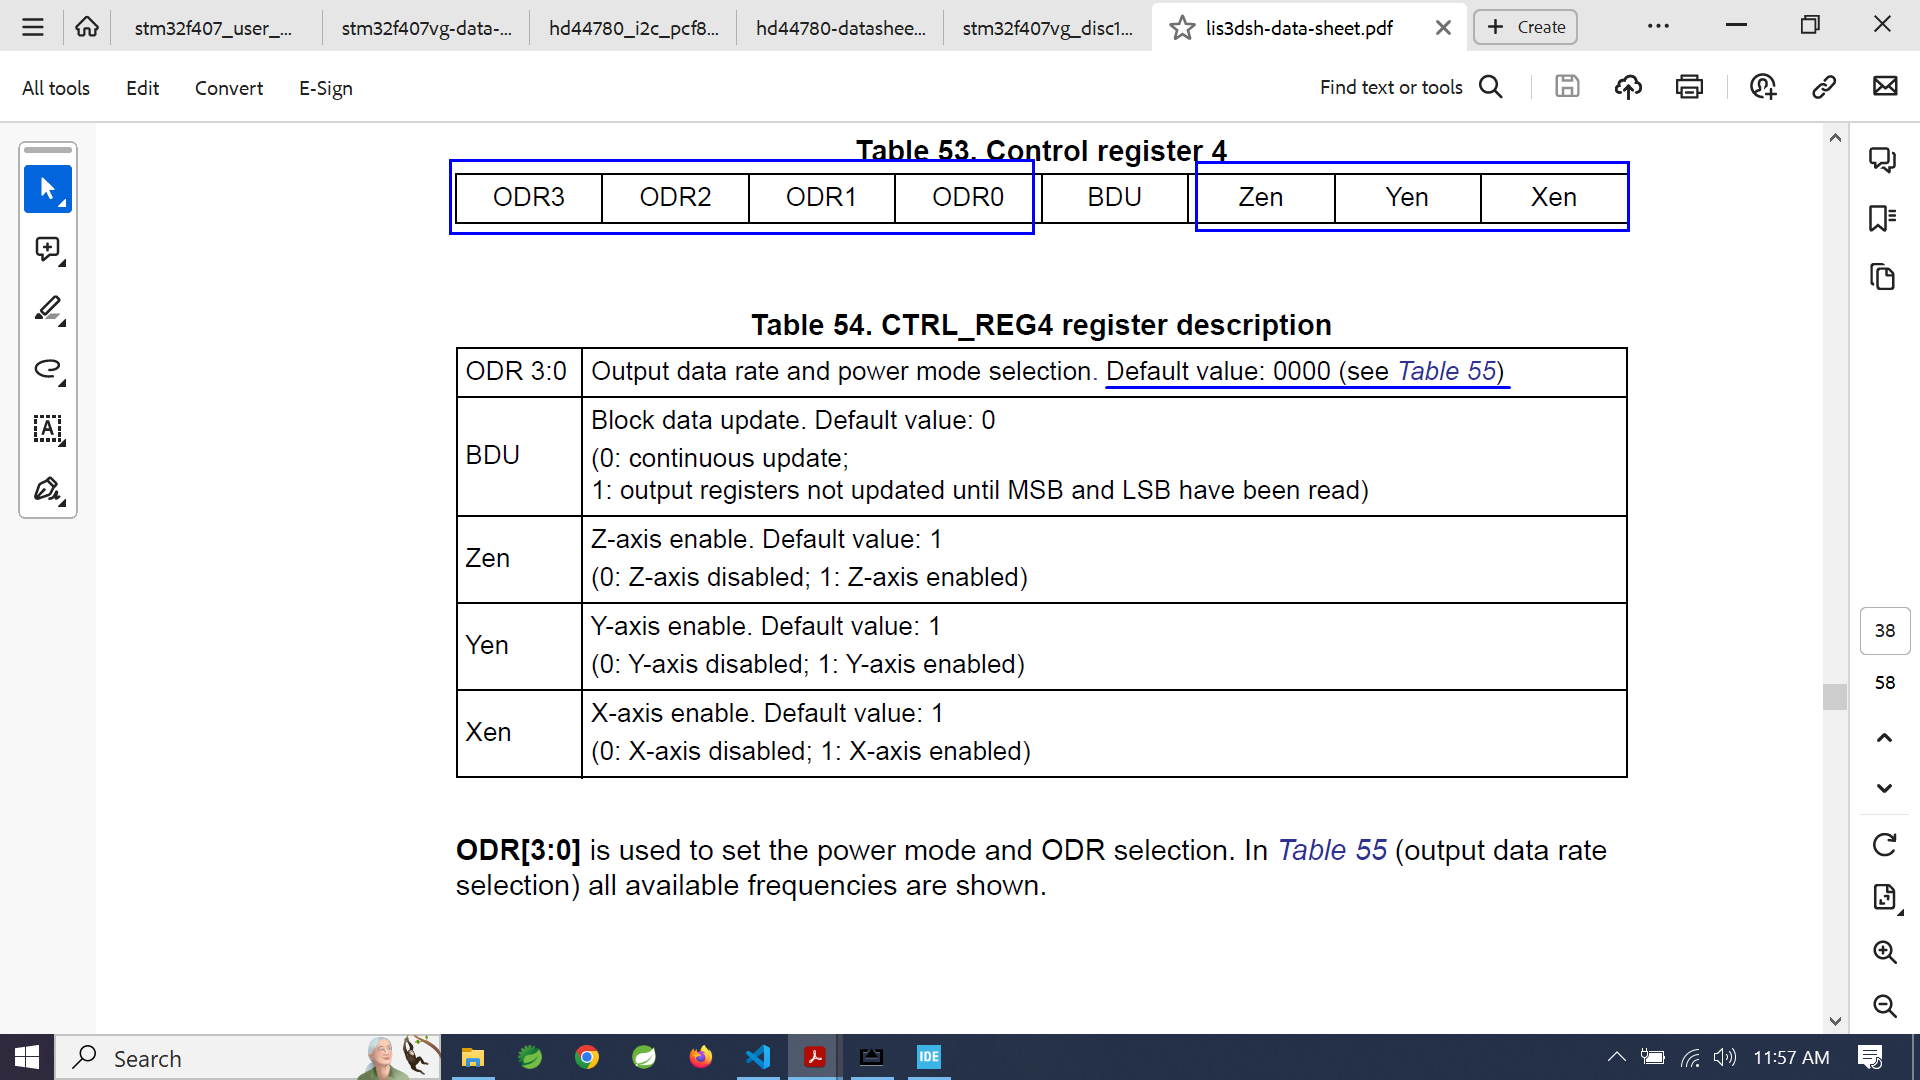 stm32f407_user_...
stm32f407vg-data-...
hd44780_i2c_pcf8...
hd44780-datashee...
stm32f407vg_disc1...
lis3dsh-data-sheet.pdf
Create
All tools
Edit
Convert
E-Sign
Find text or tools
Table 53. Control register 4
ODR3 ODR2 ODR1 ODR0 BDU Zen Yen Xen
Table 54. CTRL_REG4 register description
ODR 3:0 Output data rate and power mode selection. Default value: 0000 (see Table 55)
BDU
Block data update. Default value: 0
(0: continuous update;
1: output registers not updated until MSB and LSB have been read)
Zen
Z-axis enable. Default value: 1
(0: Z-axis disabled; 1: Z-axis enabled)
Yen
Y-axis enable. Default value: 1
(0: Y-axis disabled; 1: Y-axis enabled)
Xen
X-axis enable. Default value: 1
(0: X-axis disabled; 1: X-axis enabled)
ODR[3:0] is used to set the power mode and ODR selection. In Table 55 (output data rate
selection) all available frequencies are shown.
38
58
Search
IDE
11:57 AM